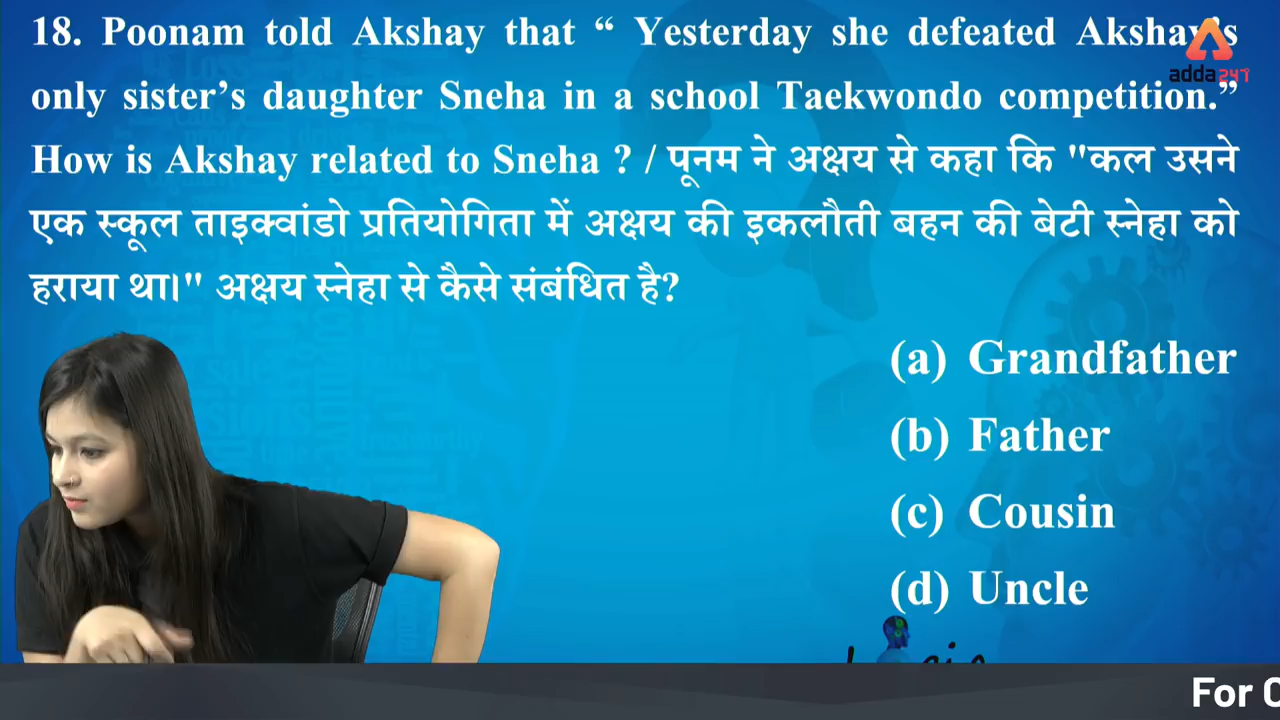 18. Poonam told Akshay that “ Yesterday she defeated Akshay's
adda247
only sister’s daughter Sneha in a school Taekwondo competition.”
How is Akshay related to Sneha ? / पूनम ने अक्षय से कहा कि "कल उसने
एक स्कूल ताइक्वांडो प्रतियोगिता में अक्षय की इकलौती बहन की बेटी स्नेहा को
हराया था।" अक्षय स्नेहा से कैसे संबंधित है?
(a) Grandfather
(b) Father
(c) Cousin
(d) Uncle
For